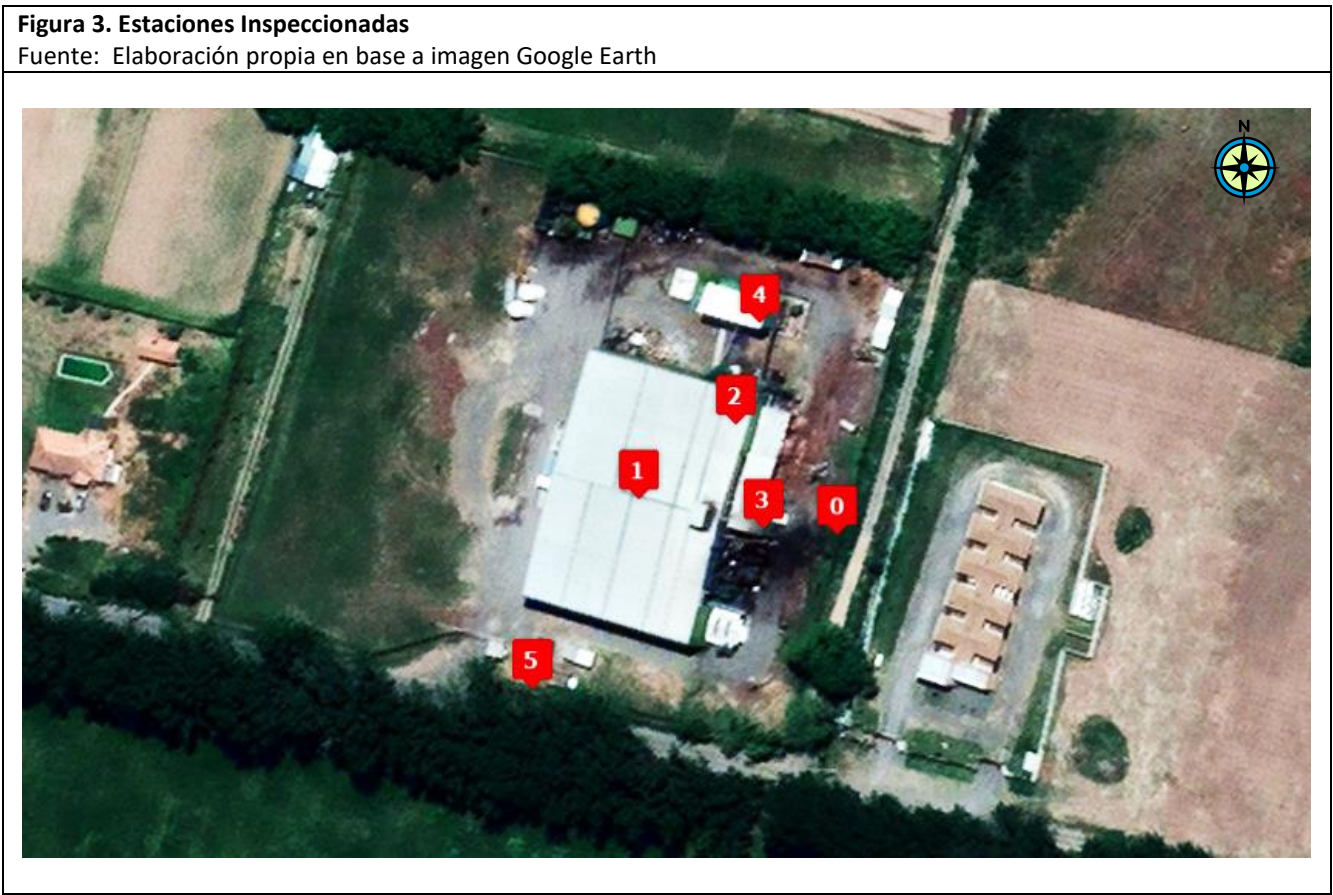 Figura 3. Estaciones Inspeccionadas
Fuente: Elaboración propia en base a imagen Google Earth
N
4
2
1
3
0
5